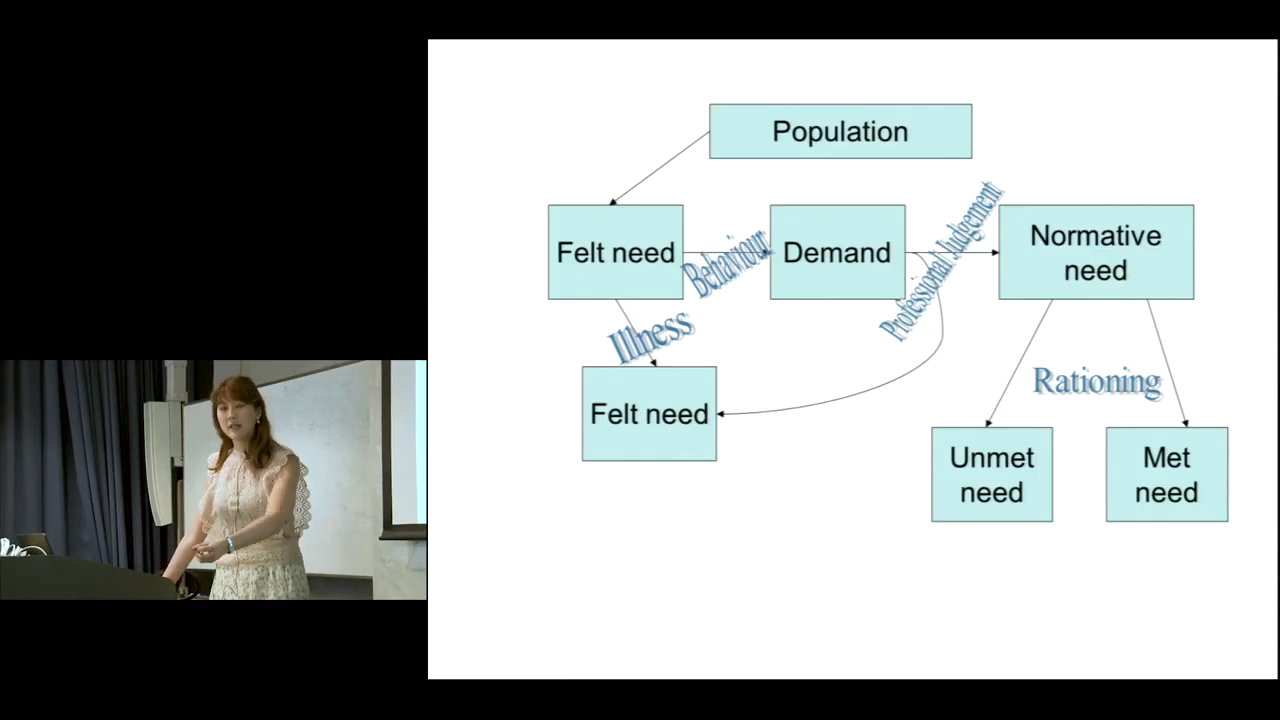 Population
Felt need
Behaviour
Demand
Professional Judgement
Normative
need
Illness
Felt need
Rationing
Unmet
need
Met
need